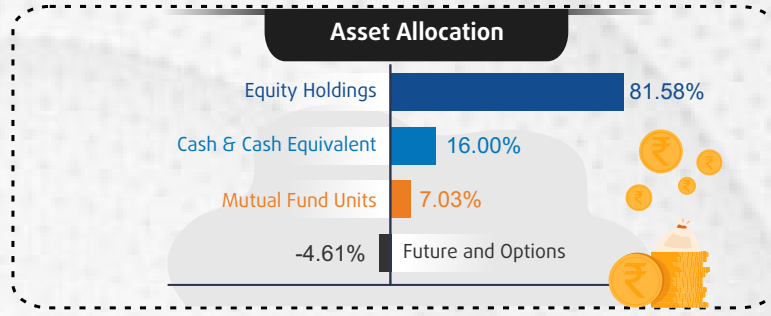 Asset Allocation
Equity Holdings 81.58%
Cash & Cash Equivalent 16.00%
Mutual Fund Units 7.03%
-4.61% Future and Options
₹
₹
₹
₹
₹